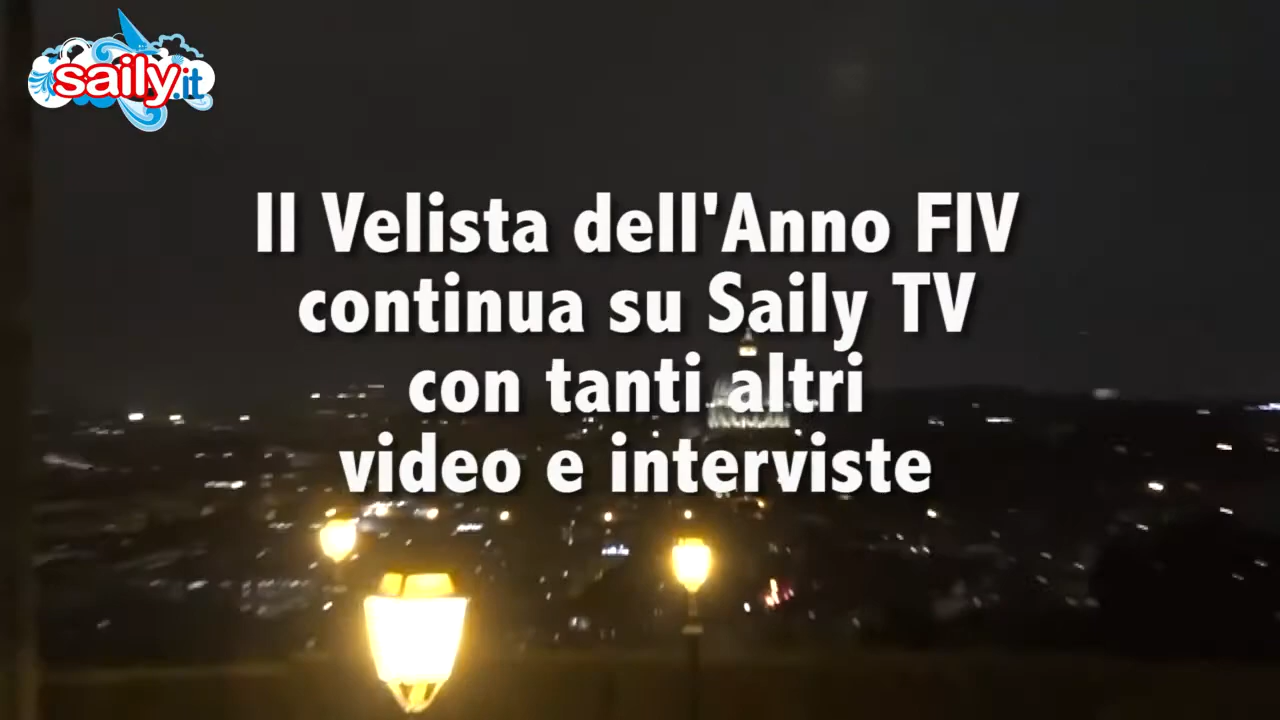 saily.it
Il Velista dell'Anno FIV
continua su Saily TV
con tanti altri
video e interviste